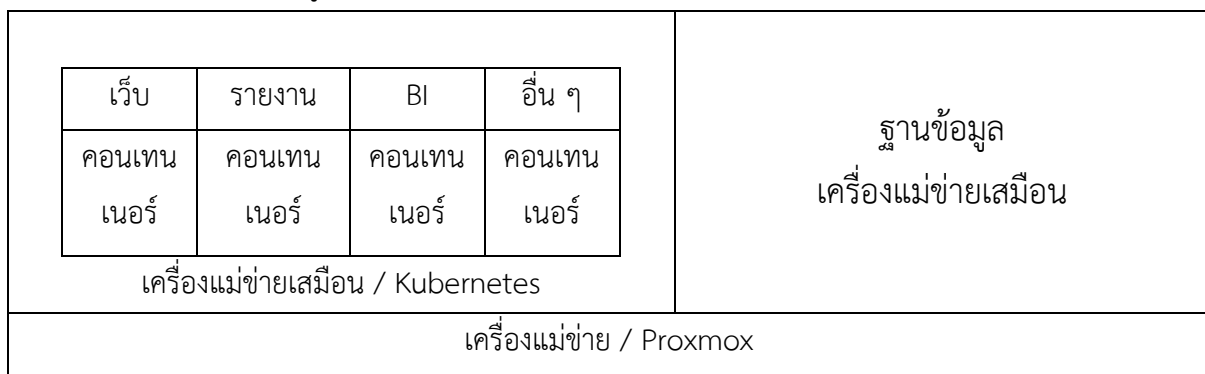 เว็บ รายงาน BI อื่น ๆ
คอนเทน คอนเทน คอนเทน คอนเทน
เนอร์ เนอร์ เนอร์ เนอร์
เครื่องแม่ข่ายเสมือน / Kubernetes
ฐานข้อมูล
เครื่องแม่ข่ายเสมือน
เครื่องแม่ข่าย / Proxmox